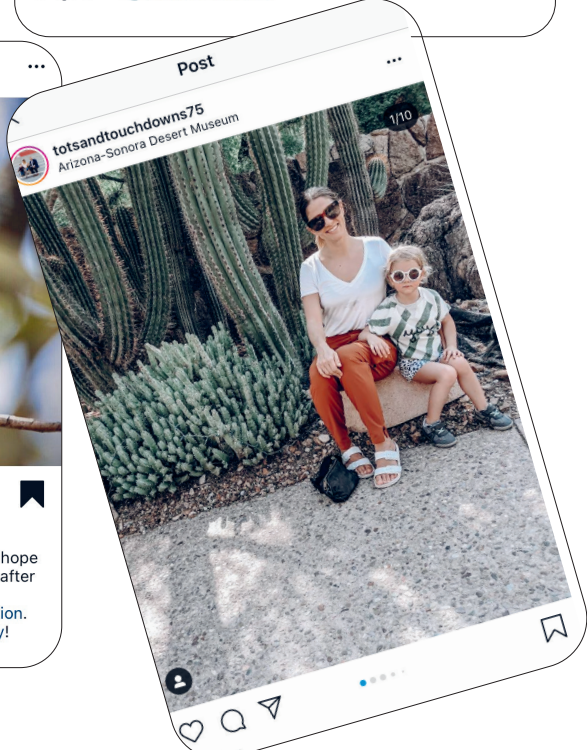 Post
totsandtouchdowns75
Arizona-Sonora Desert Museum
1/10
hope
after
ion.
y!